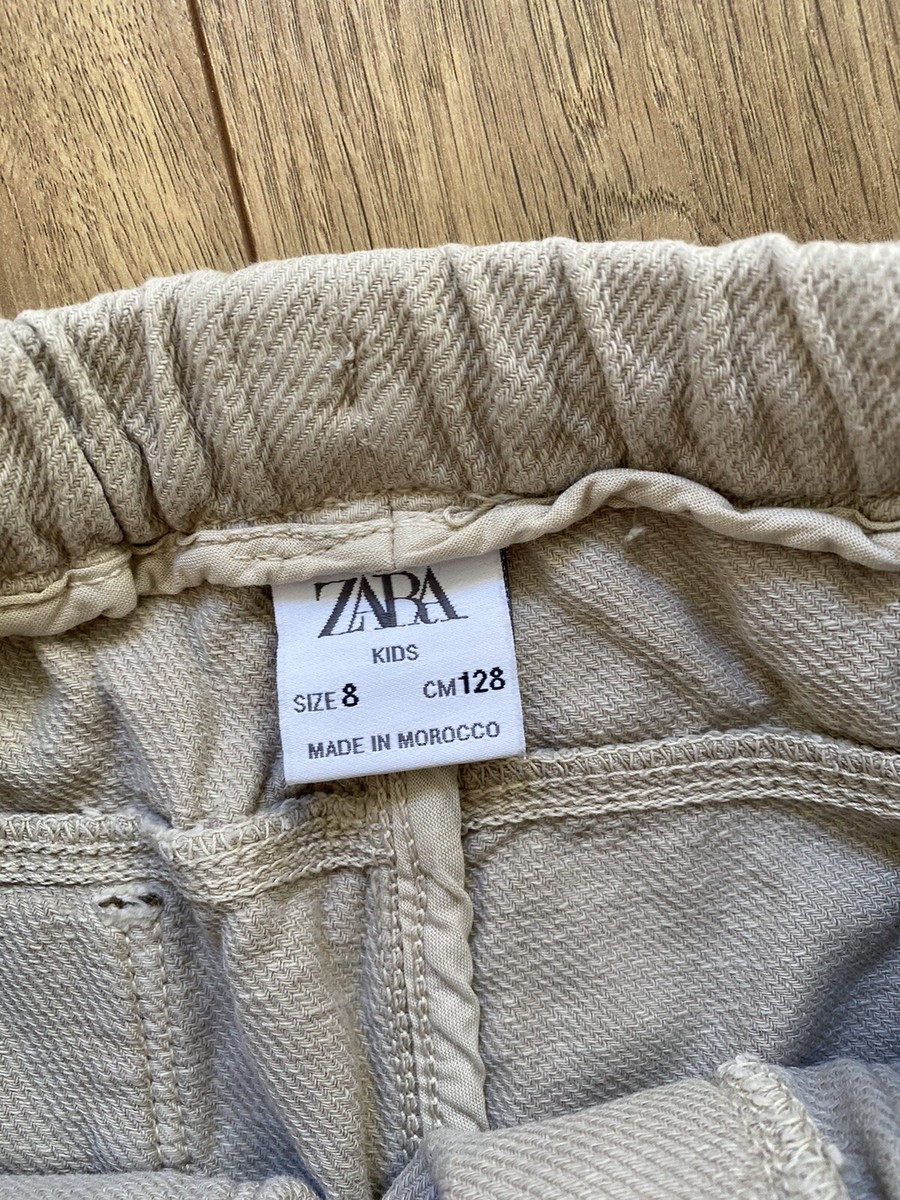 ZARA
KIDS
SIZE 8 CM 128
MADE IN MOROCCO